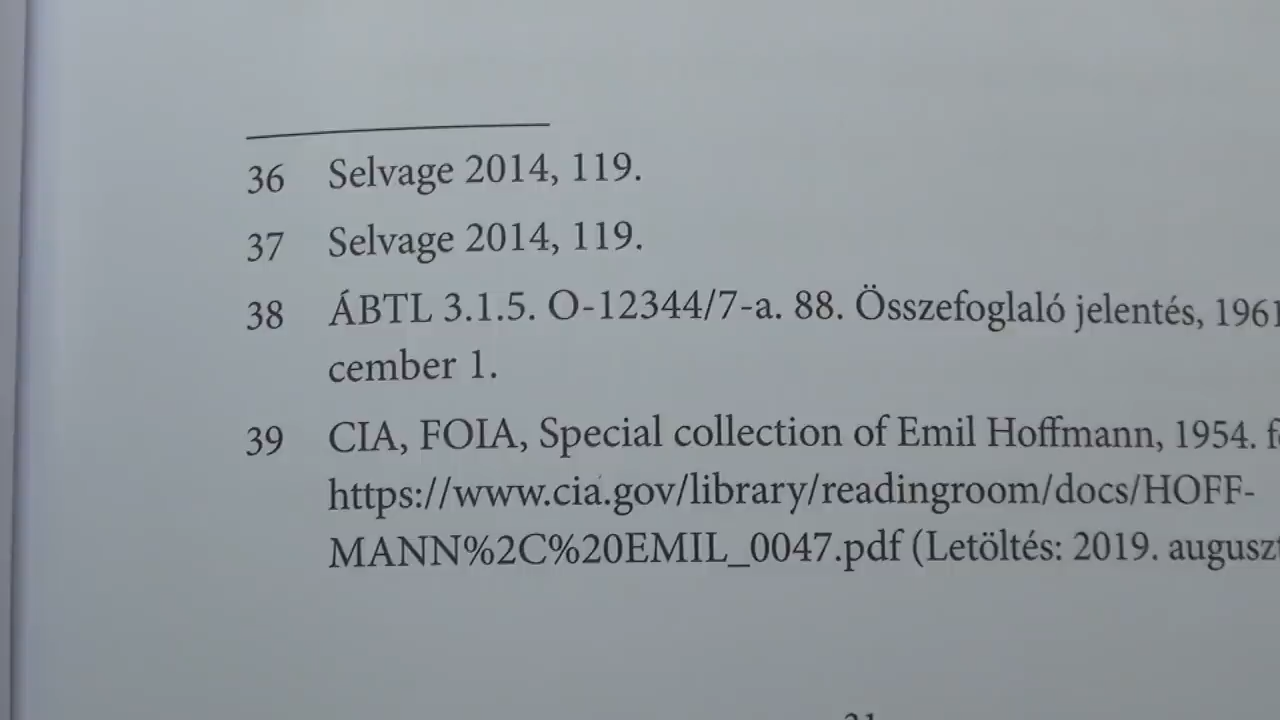 36 Selvage 2014, 119.
37 Selvage 2014, 119.
38 ÁBTL 3.1.5. O-12344/7-a. 88. Összefoglaló jelentés, 1961
cember 1.
39 CIA, FOIA, Special collection of Emil Hoffmann, 1954. f
https://www.cia.gov/library/readingroom/docs/HOFF-
MANN%2C%20EMIL_0047.pdf (Letöltés: 2019. auguszt